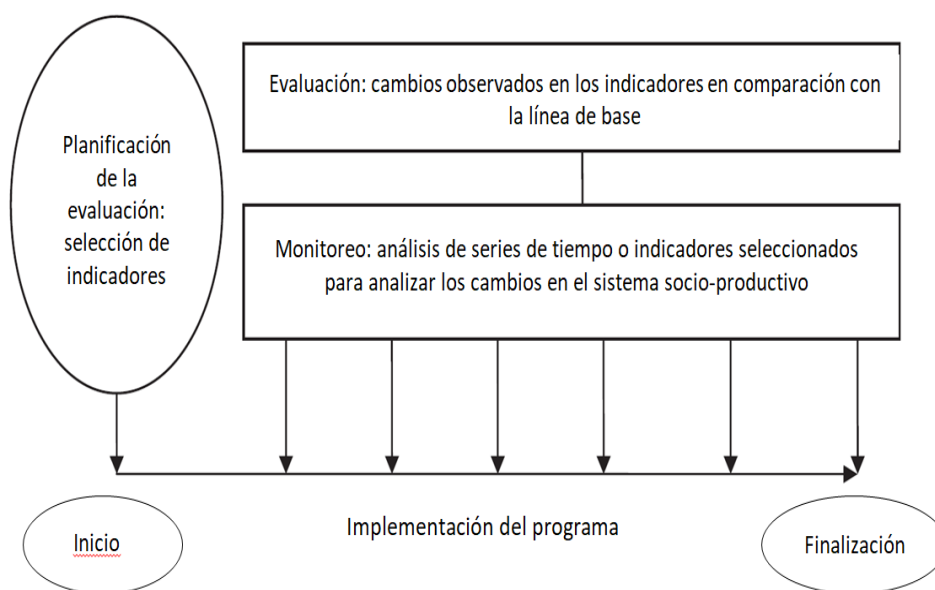 Planificación
de la
evaluación:
selección de
indicadores
Evaluación: cambios observados en los indicadores en comparación con
la línea de base
Monitoreo: análisis de series de tiempo o indicadores seleccionados
para analizar los cambios en el sistema socio-productivo
Inicio
Implementación del programa
Finalización